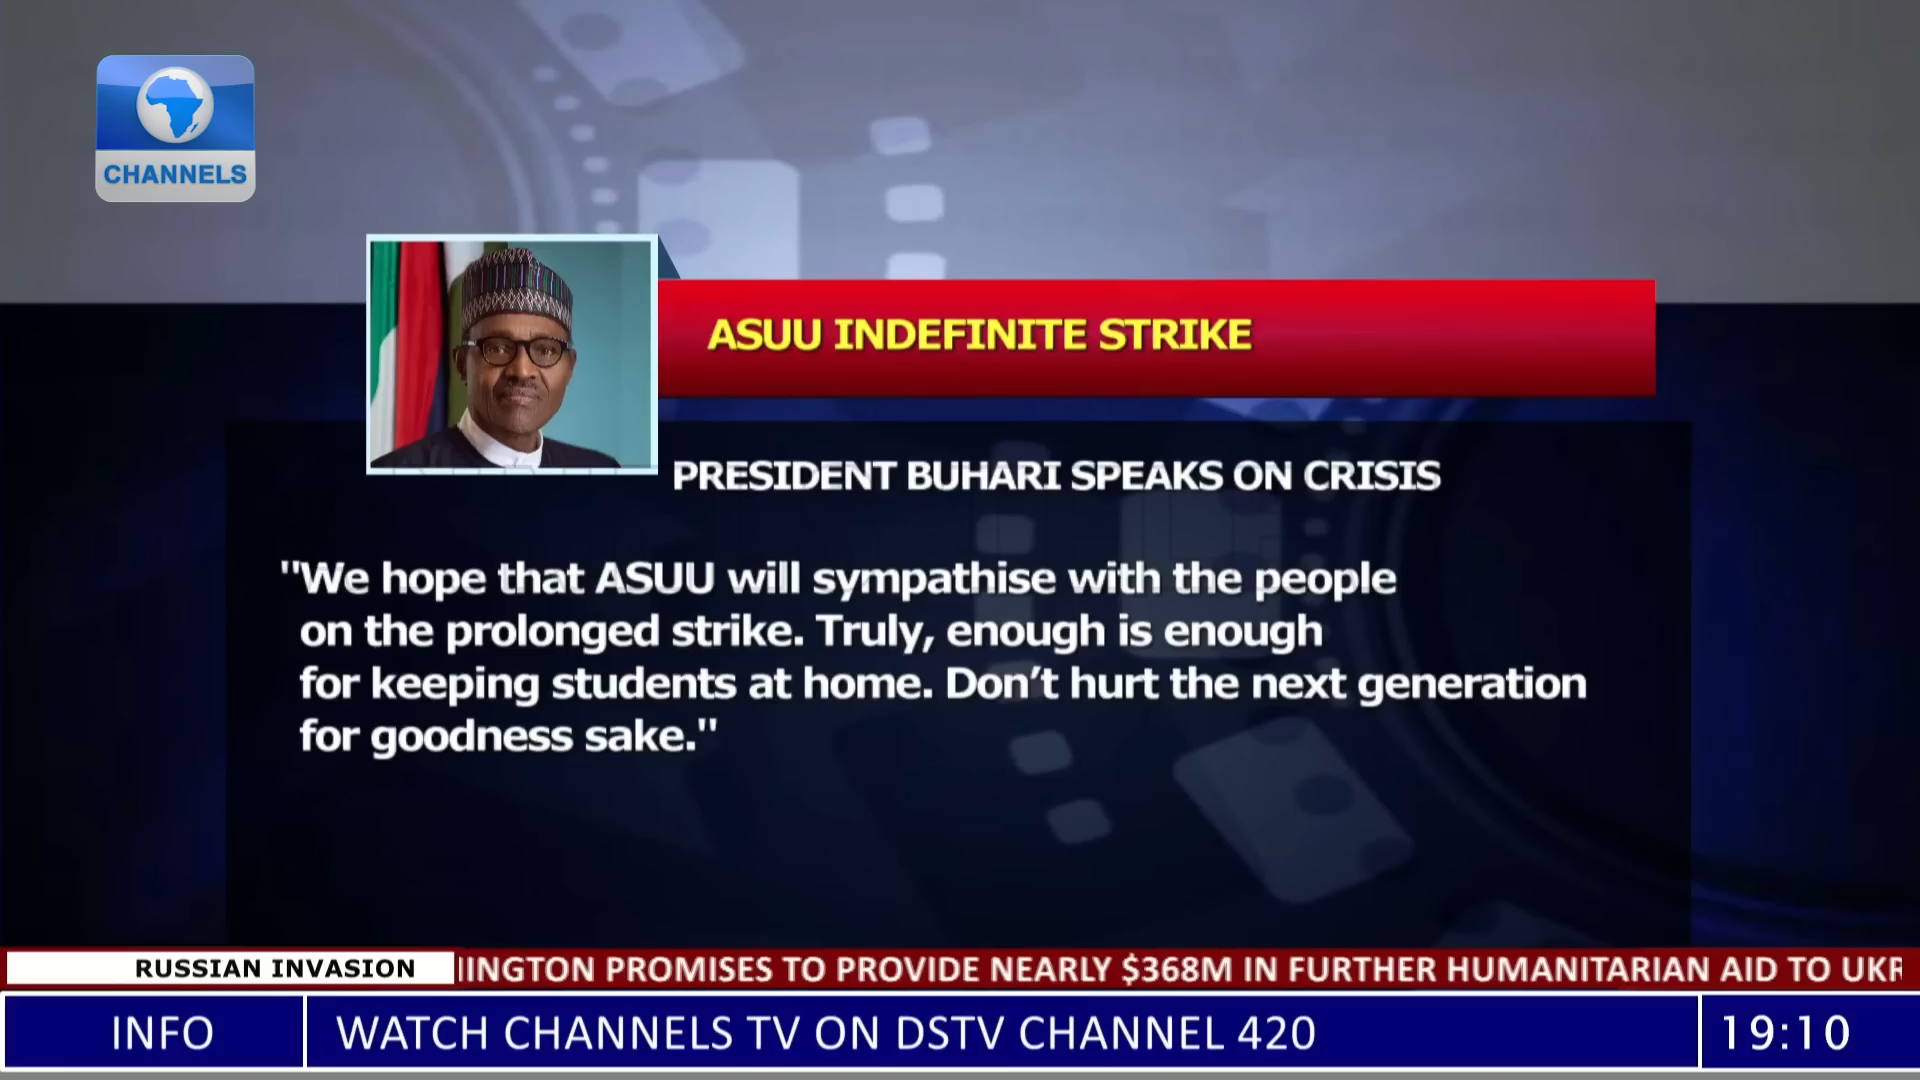 CHANNELS
ASUU INDEFINITE STRIKE
PRESIDENT BUHARI SPEAKS ON CRISIS
"We hope that ASUU will sympathise with the people
on the prolonged strike. Truly, enough is enough
for keeping students at home. Don’t hurt the next generation
for goodness sake."
RUSSIAN INVASION
INGTON PROMISES TO PROVIDE NEARLY $368M IN FURTHER HUMANITARIAN AID TO UKR
INFO
WATCH CHANNELS TV ON DSTV CHANNEL 420
19:10